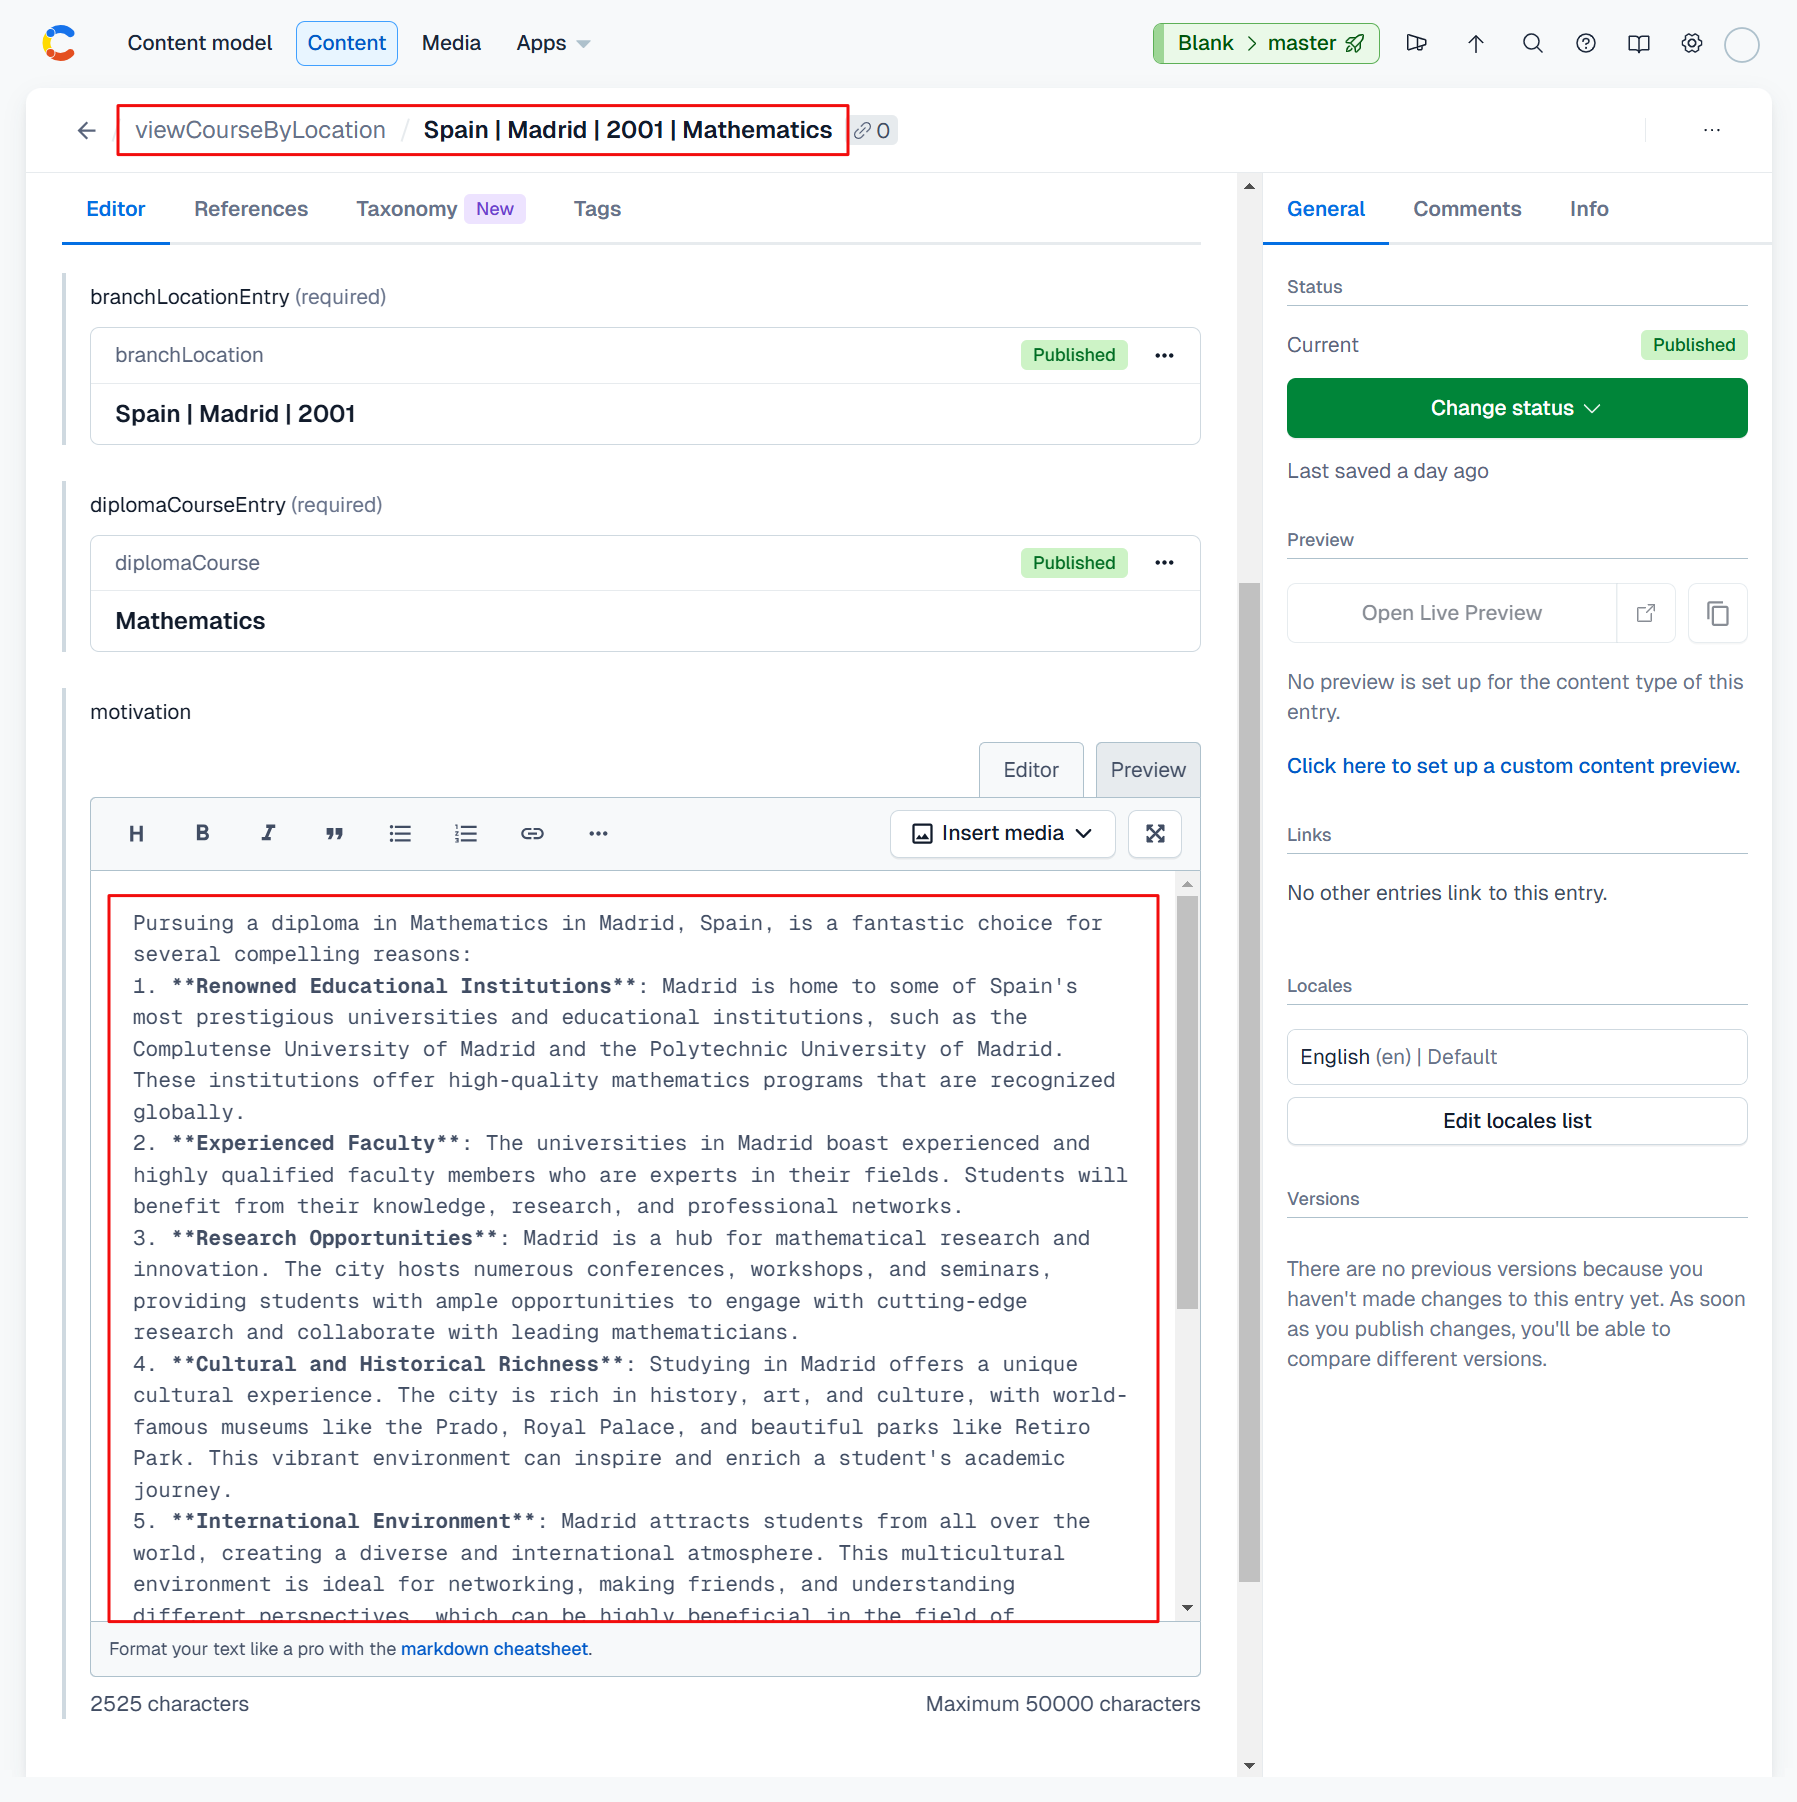 Content model Content Media Apps Blank > master
viewCourseByLocation / Spain | Madrid | 2001 | Mathematics 0 ...
Editor References Taxonomy New Tags
General Comments Info
branchLocationEntry (required)
branchLocation Published ...
Spain | Madrid | 2001
diplomaCourseEntry (required)
diplomaCourse Published ...
Mathematics
motivation
Editor Preview
H B I ” ... Insert media
Pursuing a diploma in Mathematics in Madrid, Spain, is a fantastic choice for
several compelling reasons:
1. **Renowned Educational Institutions**: Madrid is home to some of Spain's
most prestigious universities and educational institutions, such as the
Complutense University of Madrid and the Polytechnic University of Madrid.
These institutions offer high-quality mathematics programs that are recognized
globally.
2. **Experienced Faculty**: The universities in Madrid boast experienced and
highly qualified faculty members who are experts in their fields. Students will
benefit from their knowledge, research, and professional networks.
3. **Research Opportunities**: Madrid is a hub for mathematical research and
innovation. The city hosts numerous conferences, workshops, and seminars,
providing students with ample opportunities to engage with cutting-edge
research and collaborate with leading mathematicians.
4. **Cultural and Historical Richness**: Studying in Madrid offers a unique
cultural experience. The city is rich in history, art, and culture, with world-
famous museums like the Prado, Royal Palace, and beautiful parks like Retiro
Park. This vibrant environment can inspire and enrich a student's academic
journey.
5. **International Environment**: Madrid attracts students from all over the
world, creating a diverse and international atmosphere. This multicultural
environment is ideal for networking, making friends, and understanding
different perspectives, which can be highly beneficial in the field of
Format your text like a pro with the markdown cheatsheet.
2525 characters Maximum 50000 characters
Status
Current Published
Change status
Last saved a day ago
Preview
Open Live Preview
No preview is set up for the content type of this
entry.
Click here to set up a custom content preview.
Links
No other entries link to this entry.
Locales
English (en) | Default
Edit locales list
Versions
There are no previous versions because you
haven't made changes to this entry yet. As soon
as you publish changes, you'll be able to
compare different versions.